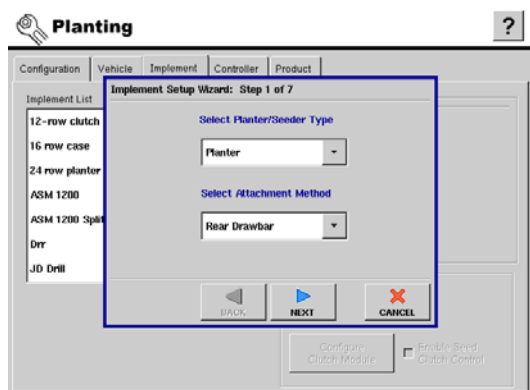 Planting
?
Configuration Vehicle Implement Controller Product
Implement List
12-row clutch
16 row case
24 row planter
ASM 1200
ASM 1200 Split
Drr
JD Drill
Implement Setup Wizard: Step 1 of 7
Select Planter/Seeder Type
Planter
Select Attachment Method
Rear Drawbar
BACK NEXT CANCEL
Configure
Clutch Module
Enable Seed
Clutch Control